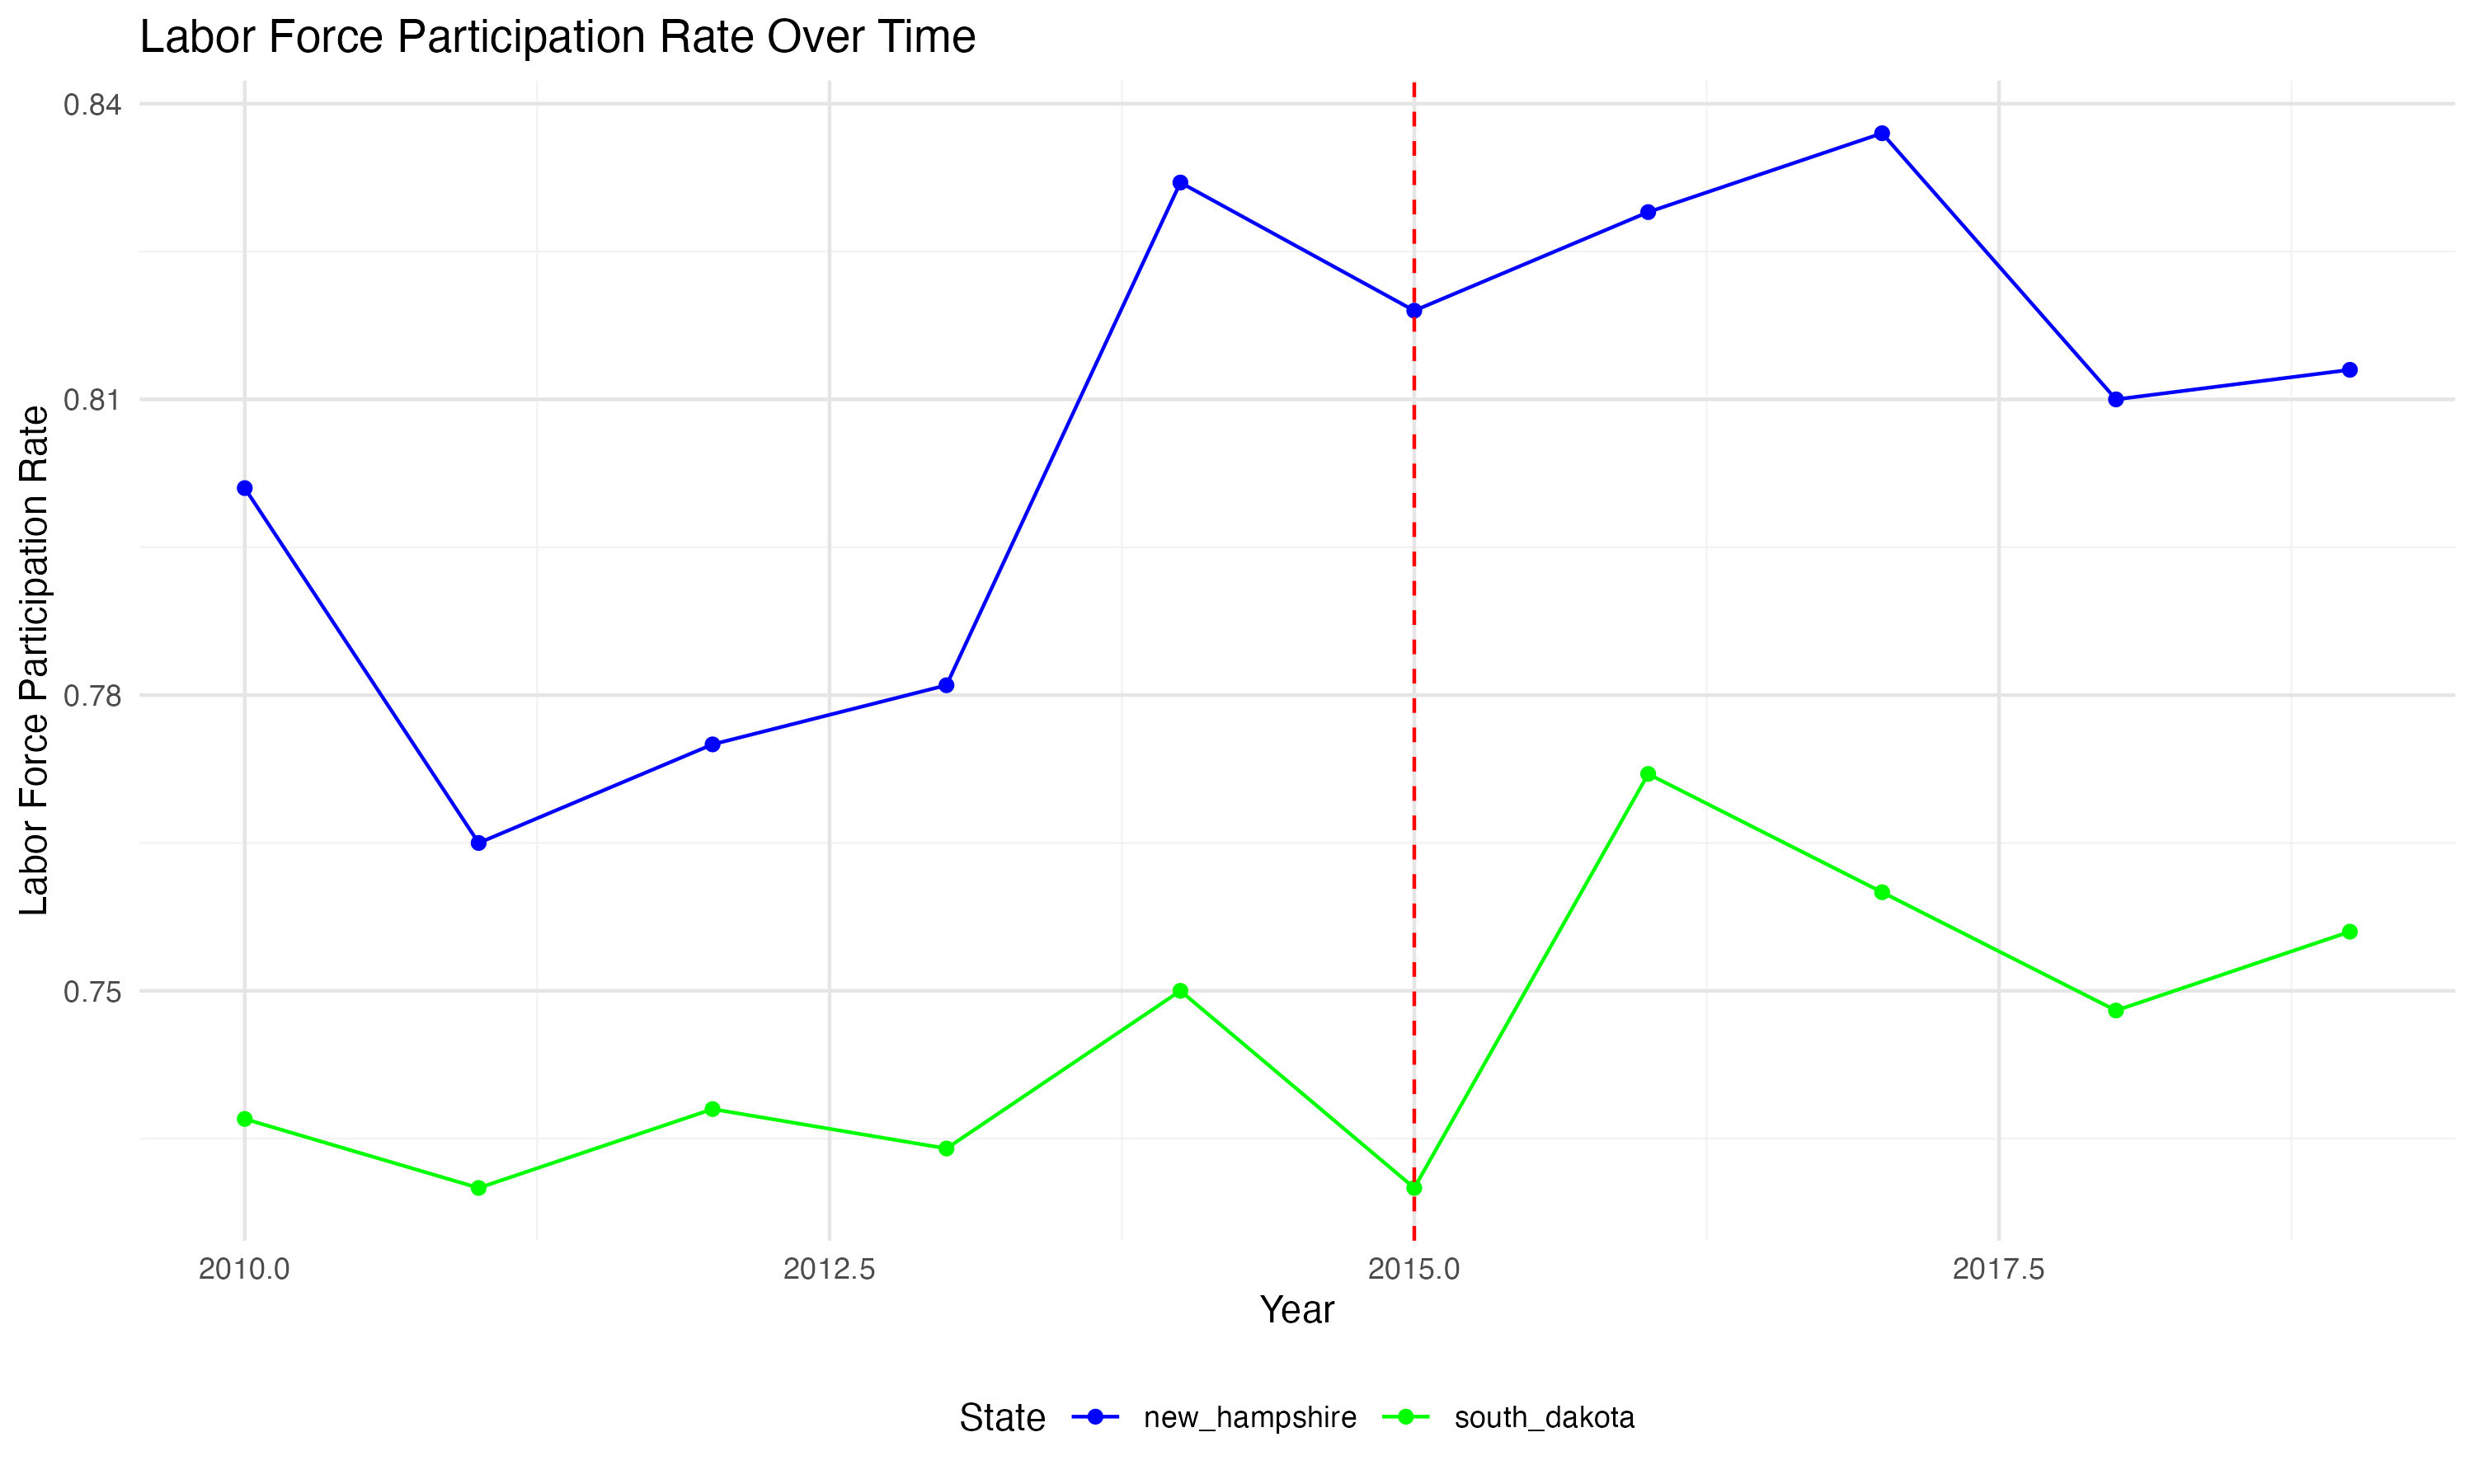 Labor Force Participation Rate Over Time
Labor Force Participation Rate
0.84
0.81
0.78
0.75
2010.0 2012.5 2015.0 2017.5
Year
State new_hampshire south_dakota